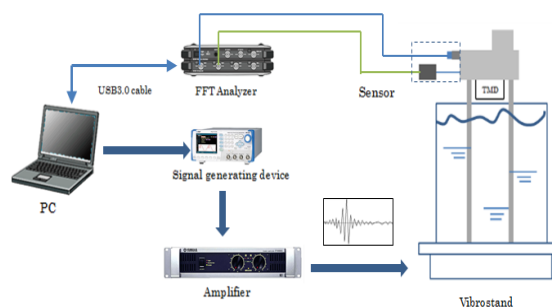 USB3.0 cable
FFT Analyzer
Sensor
TMD
PC
Signal generating device
Amplifier
Vibrostand